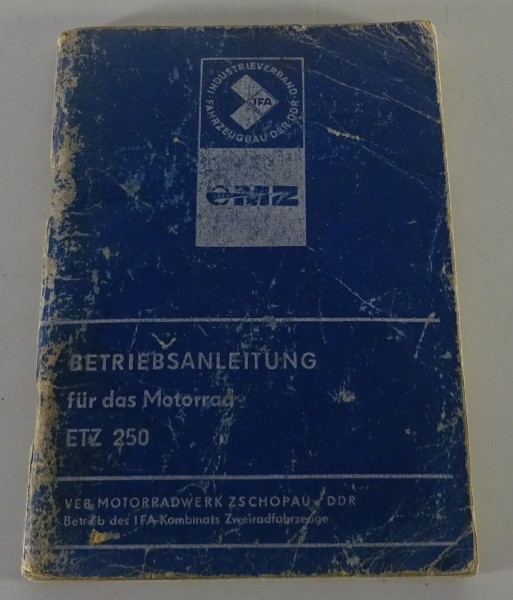 INDUSTRIEVERBAND
FAHRZEUGBAU DER DDR
IFA
MZ
BETRIEBSANLEITUNG
für das Motorrad
ETZ 250
VEB MOTORRADWERK ZSCHOPAU - DDR
Betrieb des IFA-Kombinats Zweiradfahrzeuge